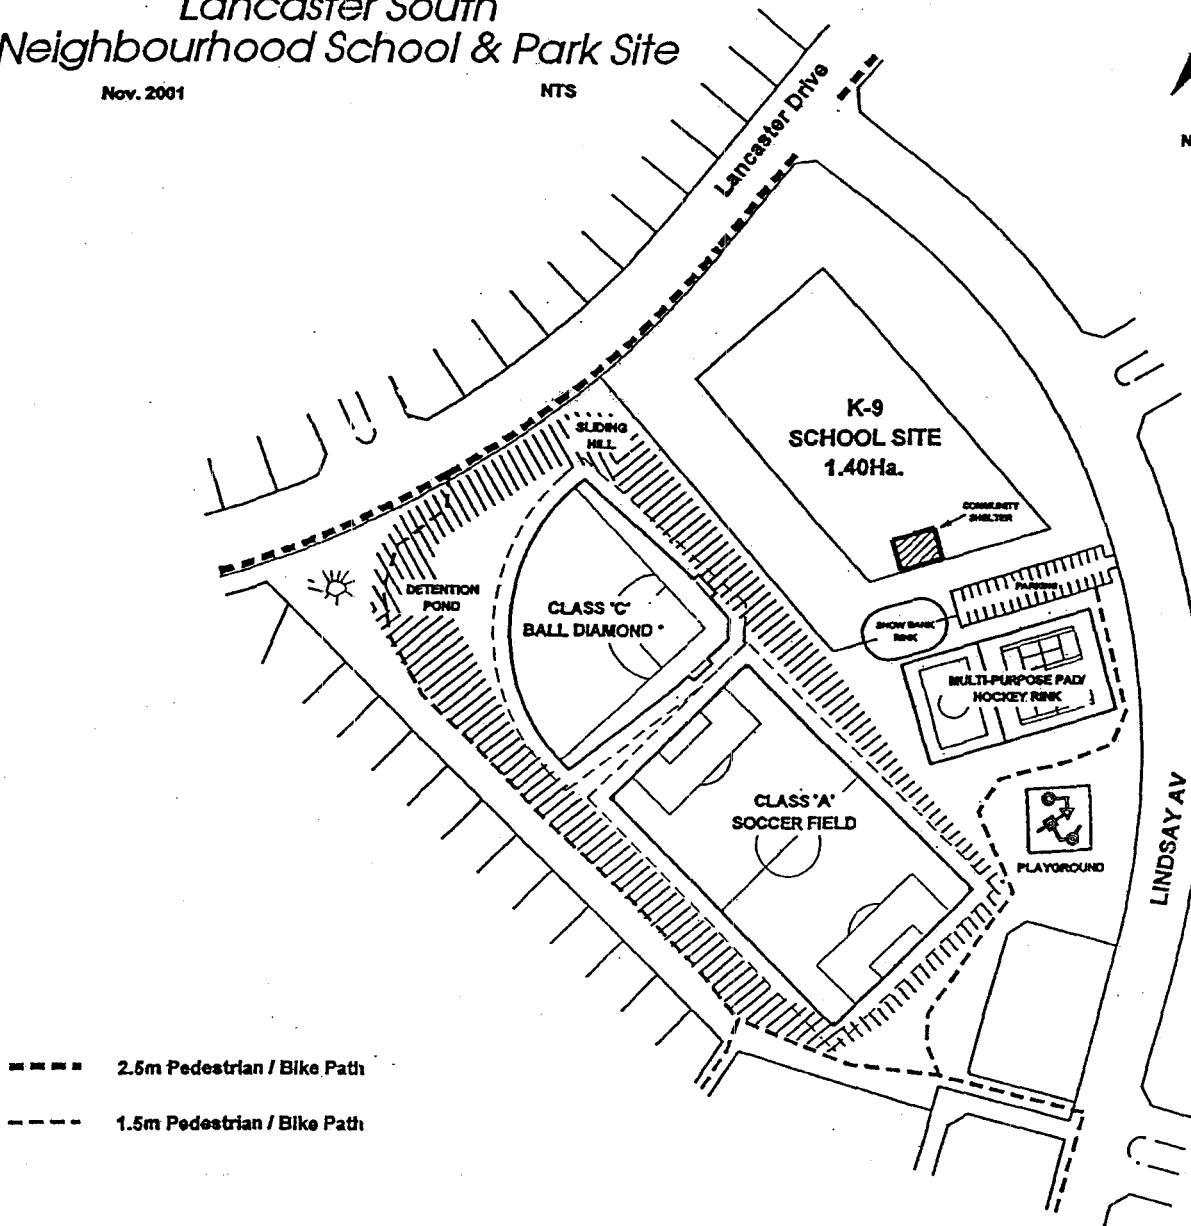 Lancaster South
Neighbourhood School & Park Site
Nov. 2001
NTS
N
Lancaster Drive
SLIDING
HILL
K-9
SCHOOL SITE
1.40Ha.
COMMUNITY
SHELTER
DETENTION
POND
CLASS 'C'
BALL DIAMOND
PARKING
SNOW BANK
RINK
MULTI-PURPOSE PAD/
HOCKEY RINK
CLASS 'A'
SOCCER FIELD
PLAYGROUND
LINDSAY AV
2.5m Pedestrian / Bike Path
1.5m Pedestrian / Bike Path